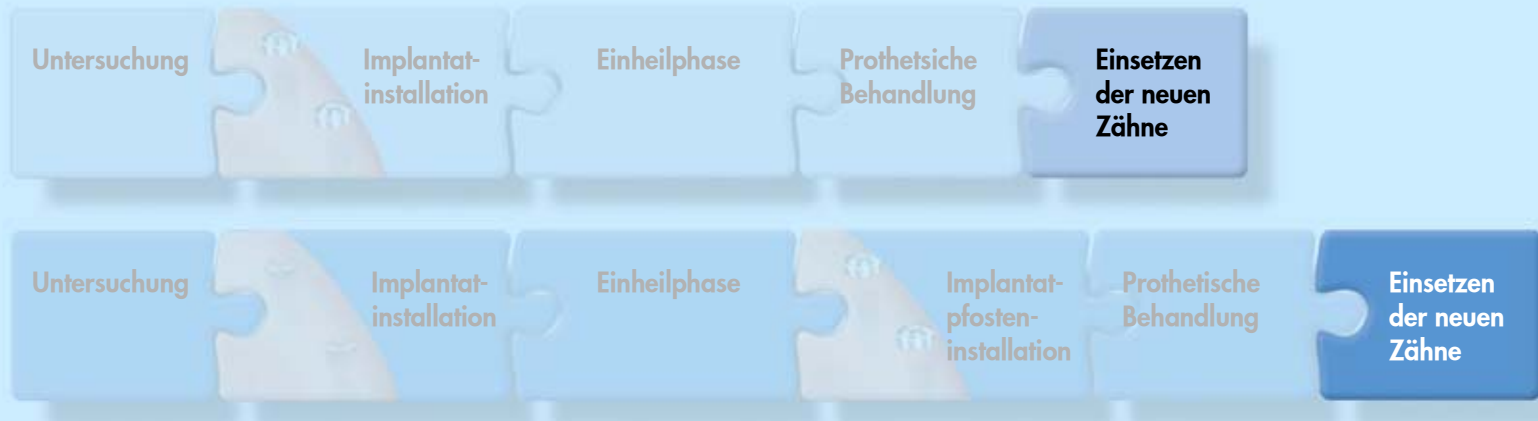 Untersuchung
Implantat-
installation
Einheilphase
Prothetsiche
Behandlung
Einsetzen
der neuen
Zähne
Untersuchung
Implantat-
installation
Einheilphase
Implantat-
pfosten-
installation
Prothetische
Behandlung
Einsetzen
der neuen
Zähne